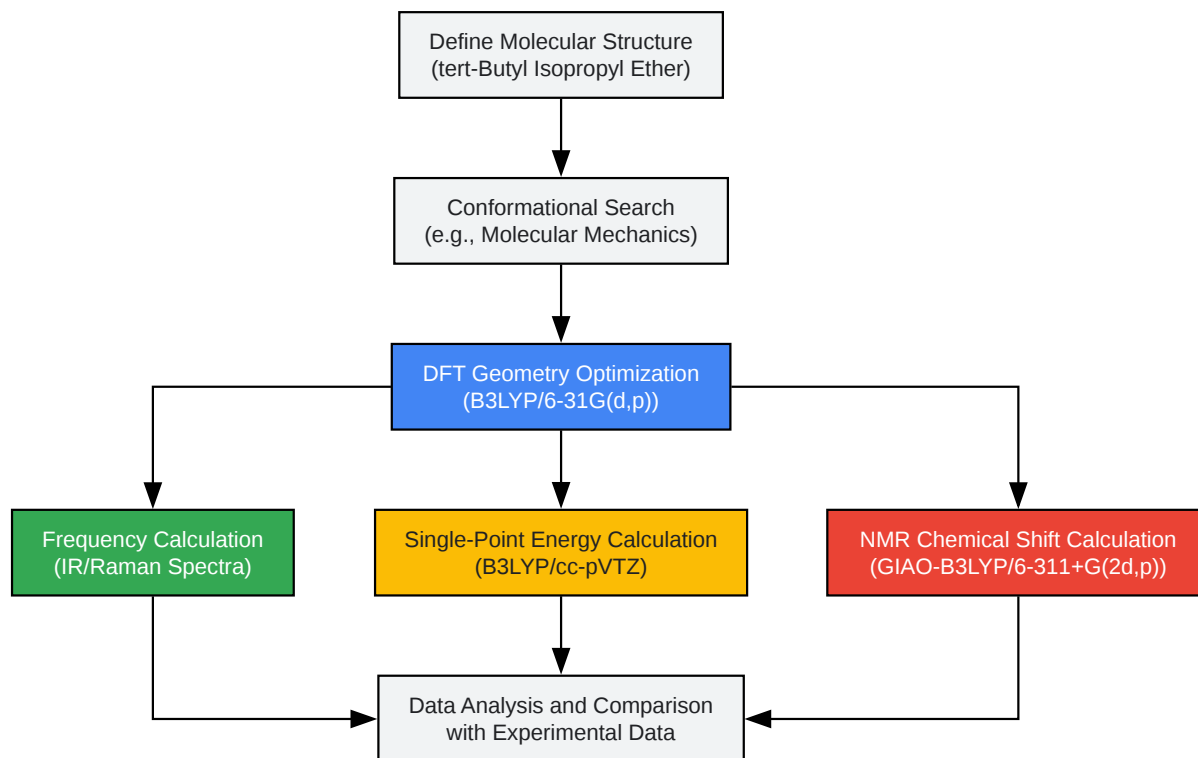 Define Molecular Structure
(tert-Butyl Isopropyl Ether)
Conformational Search
(e.g., Molecular Mechanics)
DFT Geometry Optimization
(B3LYP/6-31G(d,p))
Frequency Calculation
(IR/Raman Spectra)
Single-Point Energy Calculation
(B3LYP/cc-pVTZ)
NMR Chemical Shift Calculation
(GIAO-B3LYP/6-311+G(2d,p))
Data Analysis and Comparison
with Experimental Data